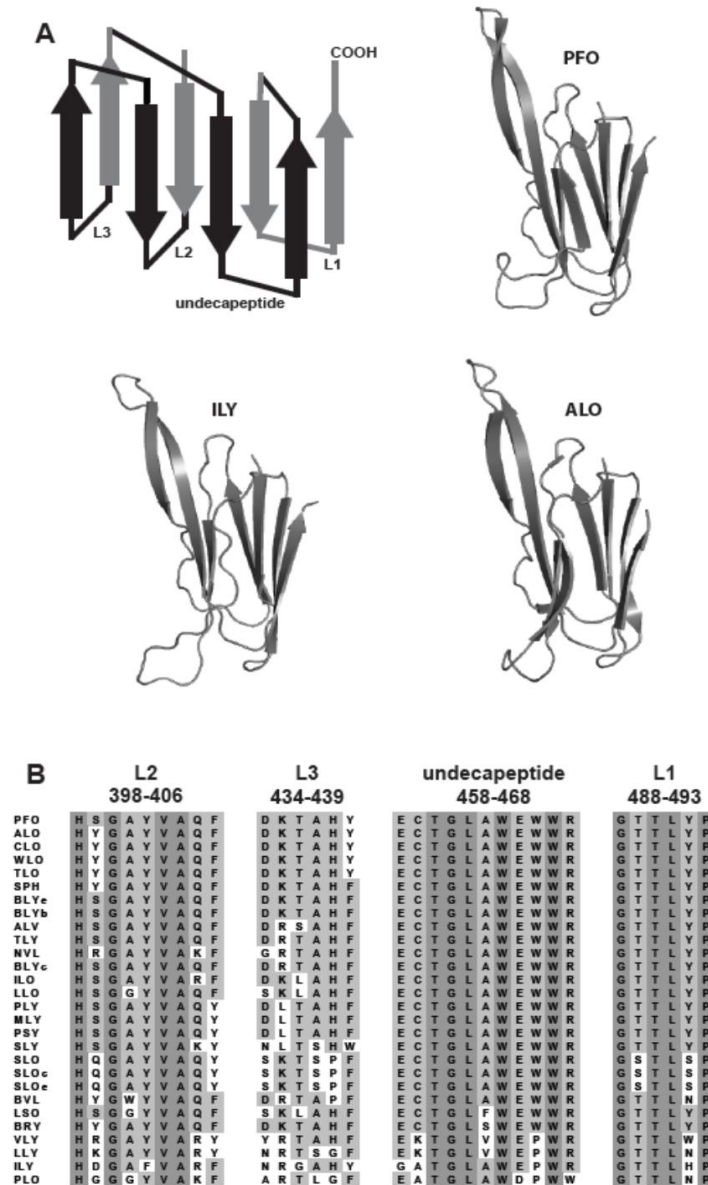 A
COOH
L3
L2
L1
undecapeptide
PFO
ILY
ALO
B
L2 L3 undecapeptide L1
398-406 434-439 458-468 488-493
PFO H S G A Y V A Q F D K T A H Y E C T G L A W E W W R G T T L Y P
ALO H Y G A Y V A Q F D K T A H Y E C T G L A W E W W R G T T L Y P
CLO H Y G A Y V A Q F D K T A H Y E C T G L A W E W W R G T T L Y P
WLO H Y G A Y V A Q F D K T A H Y E C T G L A W E W W R G T T L Y P
TLO H Y G A Y V A Q F D K T A H Y E C T G L A W E W W R G T T L Y P
SPH H Y G A Y V A Q F D K T A H F E C T G L A W E W W R G T T L Y P
BLYe H S G A Y V A Q F D K T A H F E C T G L A W E W W R G T T L Y P
BLYb H S G A Y V A Q F D K T A H F E C T G L A W E W W R G T T L Y P
ALV H S G A Y V A Q F D R S A H F E C T G L A W E W W R G T T L Y P
TLY H S G A Y V A Q F D R T A H F E C T G L A W E W W R G T T L Y P
NVL H R G A Y V A K F G R T A H F E C T G L A W E W W R G T T L Y P
BLYc H S G A Y V A Q F D R T A H F E C T G L A W E W W R G T T L Y P
ILO H S G A Y V A R F D K L A H F E C T G L A W E W W R G T T L Y P
LLO H S G G Y V A Q F S K L A H F E C T G L A W E W W R G T T L Y P
PLY H S G A Y V A Q Y D L T A H F E C T G L A W E W W R G T T L Y P
MLY H S G A Y V A Q Y D L T A H F E C T G L A W E W W R G T T L Y P
PSY H S G A Y V A Q Y D L T A H F E C T G L A W E W W R G T T L Y P
SLY H S G A Y V A K Y N L T S H W E C T G L A W E W W R G T T L Y P
SLO H Q G A Y V A Q Y S K T S P F E C T G L A W E W W R G S T L S P
SLOc H Q G A Y V A Q Y S K T S P F E C T G L A W E W W R G S T L S P
SLOe H Q G A Y V A Q Y S K T S P F E C T G L A W E W W R G S T L S P
BVL H Y G W Y V A Q F D R T A P F E C T G L A W E W W R G T T L N P
LSO H S G G Y V A Q F S K L A H F E C T G L F W E W W R G T T L Y P
BRY H Y G A Y V A Q F D K T A H F E C T G L S W E W W R G T T L Y P
VLY H R G A Y V A R Y Y R T A H F E K T G L V W E P W R G T T L W P
LLY H K G A Y V A R Y N R T S G F E K T G L V W E P W R G T T L N P
ILY H D G A F V A R F N R G A H Y G A T G L A W E P W R G T T L H P
PLO H G G G Y V A K F A R T L G F E A T G L A W D P W W G T T L N P